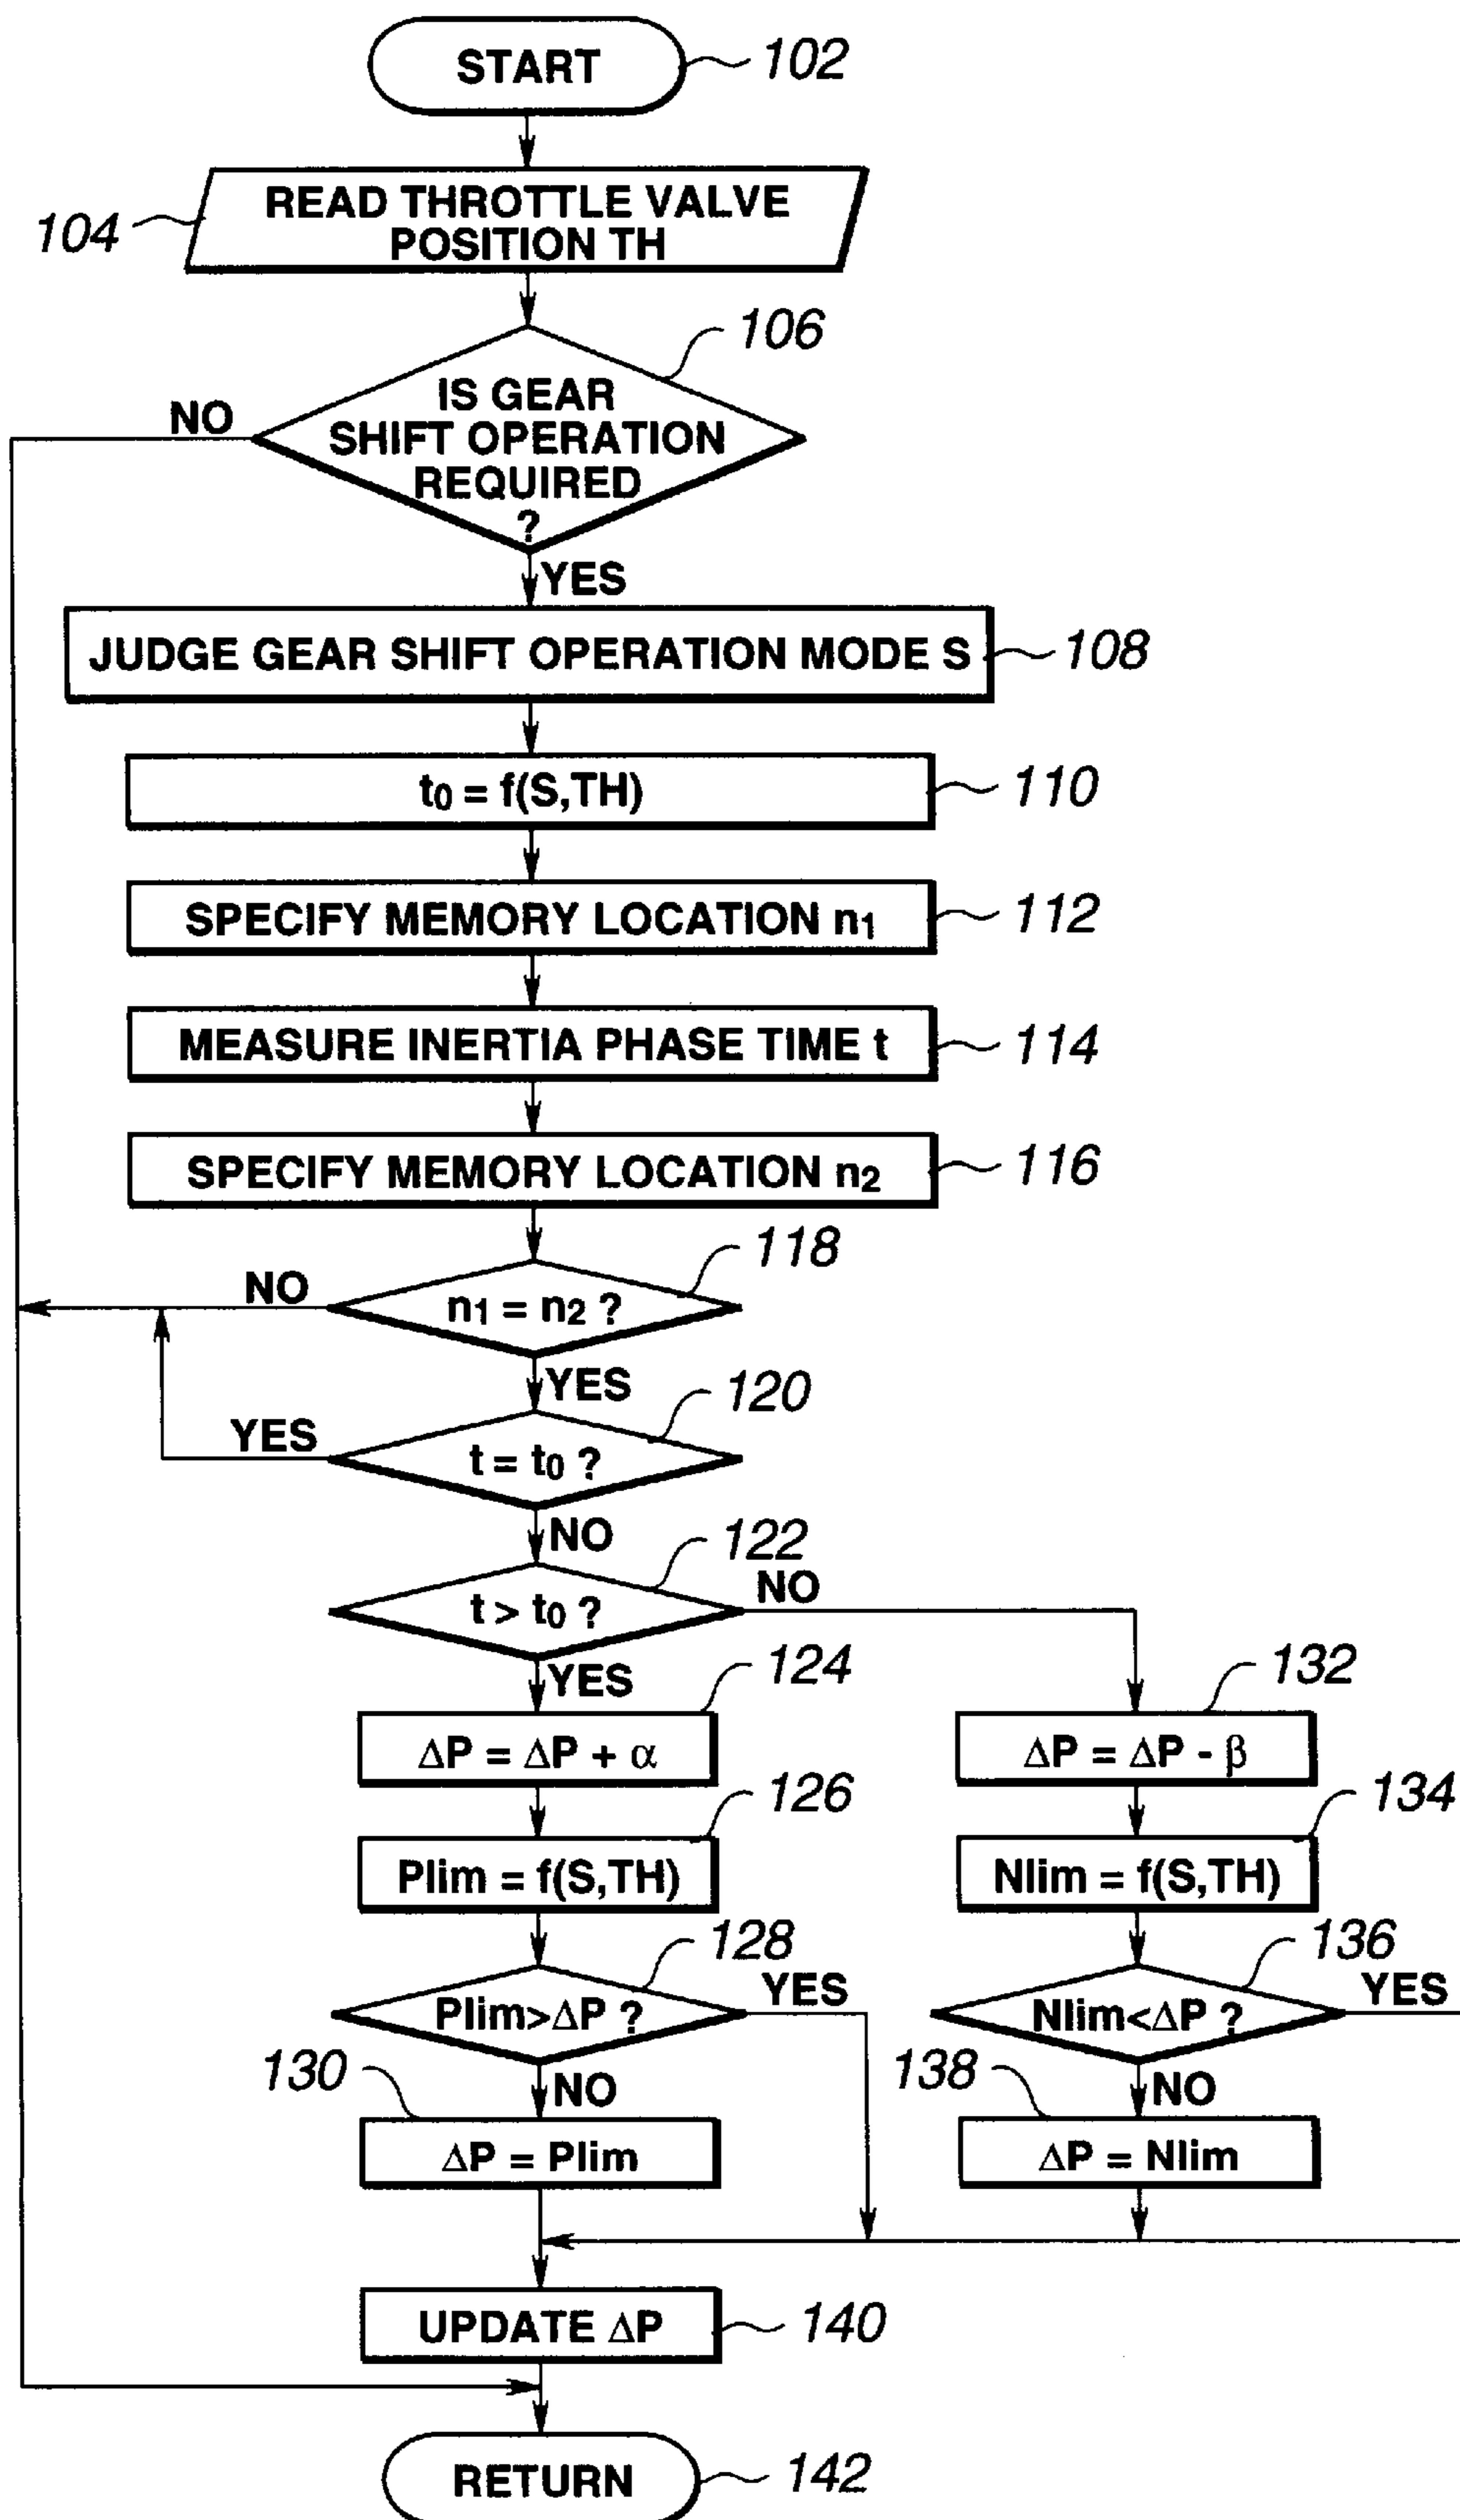 START
102
READ THROTTLE VALVE
POSITION TH
104
106
IS GEAR
SHIFT OPERATION
REQUIRED
?
NO
YES
JUDGE GEAR SHIFT OPERATION MODE S
108
t0 = f(S,TH)
110
SPECIFY MEMORY LOCATION n1
112
MEASURE INERTIA PHASE TIME t
114
SPECIFY MEMORY LOCATION n2
116
118
NO
n1 = n2 ?
YES
120
YES
t = t0 ?
NO
122
NO
t > t0 ?
YES
124
132
ΔP = ΔP + α
ΔP = ΔP - β
126
134
Plim = f(S,TH)
Nlim = f(S,TH)
128
136
Plim>ΔP ?
YES
Nlim<ΔP ?
YES
130
NO
138
NO
ΔP = Plim
ΔP = Nlim
UPDATE ΔP
140
RETURN
142